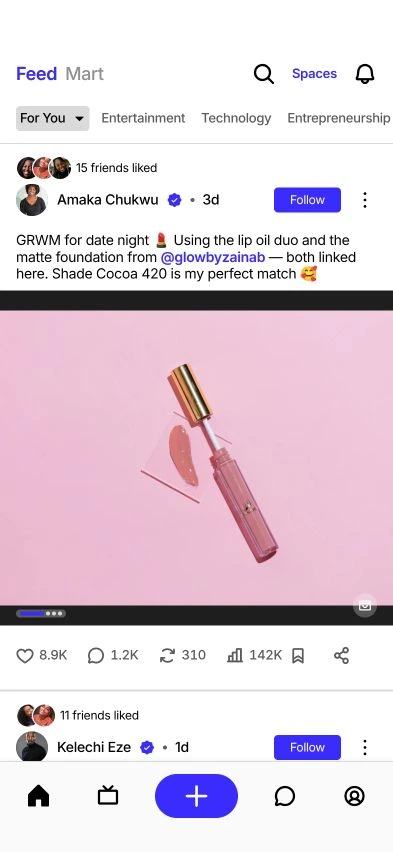 Feed Mart Spaces
For You Entertainment Technology Entrepreneurship
15 friends liked
Amaka Chukwu • 3d Follow
GRWM for date night 💄 Using the lip oil duo and the
matte foundation from @glowbyzainab — both linked
here. Shade Cocoa 420 is my perfect match 🥰
8.9K 1.2K 310 142K
11 friends liked
Kelechi Eze • 1d Follow